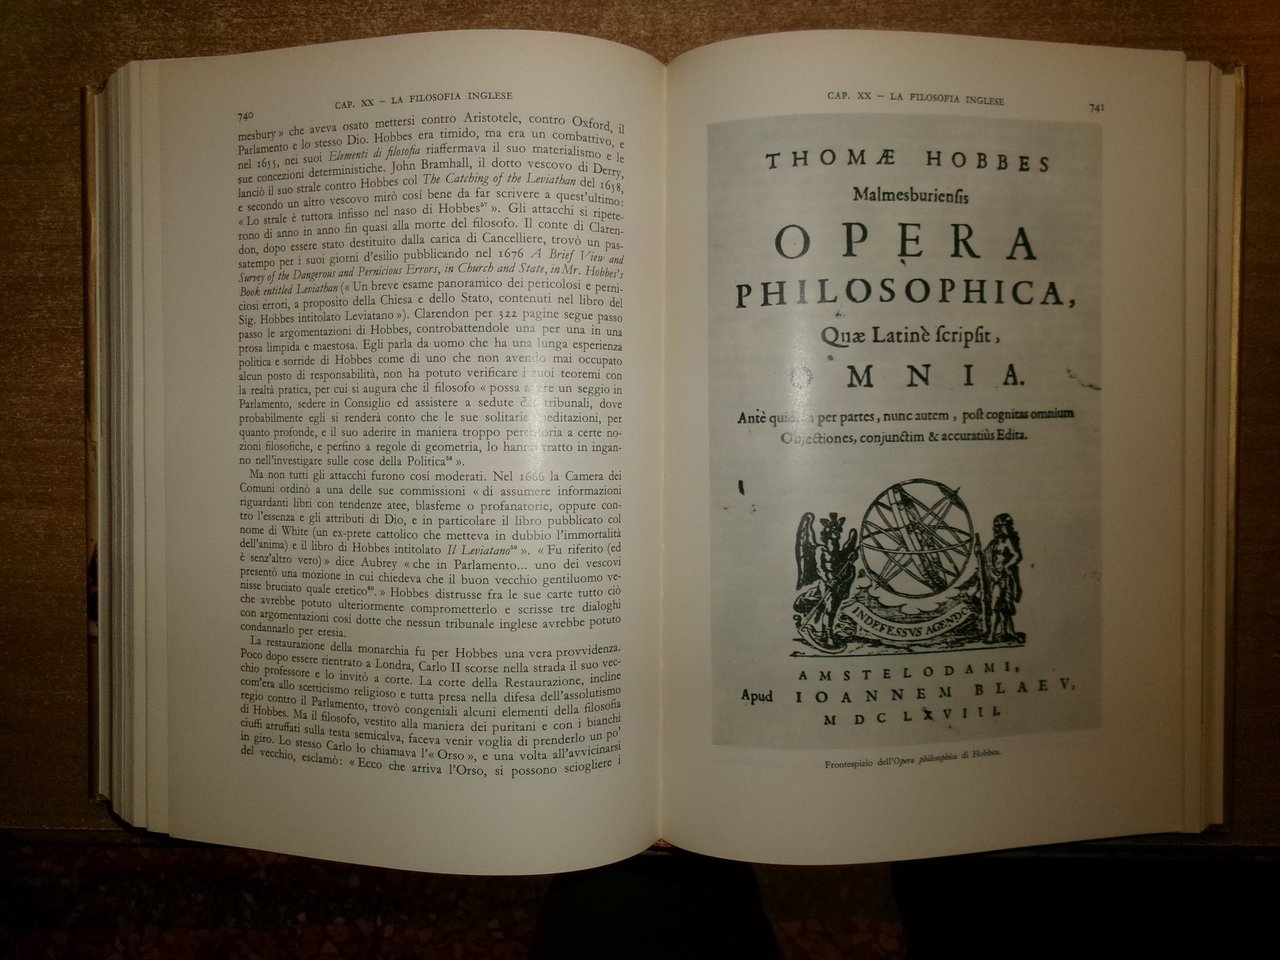 740
CAP. XX – LA FILOSOFIA INGLESE
mesbury » che aveva osato mettersi contro Aristotele, contro Oxford, il
Parlamento e lo stesso Dio. Hobbes era timido, ma era un combattivo, e
nel 1655, nei suoi Elementi di filosofia riaffermava il suo materialismo e le
sue concezioni deterministiche. John Bramhall, il dotto vescovo di Derry,
lanciò il suo strale contro Hobbes col The Catching of the Leviathan del 1658,
e secondo un altro vescovo mirò cosí bene da far scrivere a quest'ultimo:
« Lo strale è tuttora infisso nel naso di Hobbes⁵⁷ ». Gli attacchi si ripete-
rono di anno in anno fin quasi alla morte del filosofo. Il conte di Claren-
don, dopo essere stato destituito dalla carica di Cancelliere, trovò un pas-
satempo per i suoi giorni d'esilio pubblicando nel 1676 A Brief View and
Survey of the Dangerous and Pernicious Errors, in Church and State, in Mr. Hobbes's
Book entitled Leviathan (« Un breve esame panoramico dei pericolosi e perni-
ciosi errori, a proposito della Chiesa e dello Stato, contenuti nel libro del
Sig. Hobbes intitolato Leviatano »). Clarendon per 322 pagine segue passo
passo le argomentazioni di Hobbes, controbattendole una per una in una
prosa limpida e maestosa. Egli parla da uomo che ha una lunga esperienza
politica e sorride di Hobbes come di uno che non avendo mai occupato
alcun posto di responsabilità, non ha potuto verificare i suoi teoremi con
la realtà pratica, per cui si augura che il filosofo « possa avere un seggio in
Parlamento, sedere in Consiglio ed assistere a sedute dei tribunali, dove
probabilmente egli si renderà conto che le sue solitarie meditazioni, per
quanto profonde, e il suo aderire in maniera troppo perentoria a certe no-
zioni filosofiche, e perfino a regole di geometria, lo hanno tratto in ingan-
no nell'investigare sulle cose della Politica⁵⁸ ».
Ma non tutti gli attacchi furono cosí moderati. Nel 1666 la Camera dei
Comuni ordinò a una delle sue commissioni « di assumere informazioni
riguardanti libri con tendenze atee, blasfeme o profanatorie, oppure con-
tro l'essenza e gli attributi di Dio, e in particolare il libro pubblicato col
nome di White (un ex-prete cattolico che metteva in dubbio l'immortalità
dell'anima) e il libro di Hobbes intitolato Il Leviatano⁵⁹ ». « Fu riferito (ed
è senz'altro vero) » dice Aubrey « che in Parlamento... uno dei vescovi
presentò una mozione in cui chiedeva che il buon vecchio gentiluomo ve-
nisse bruciato quale eretico⁶⁰. » Hobbes distrusse fra le sue carte tutto ciò
che avrebbe potuto ulteriormente comprometterlo e scrisse tre dialoghi
con argomentazioni cosí dotte che nessun tribunale inglese avrebbe potuto
condannarlo per eresia.
La restaurazione della monarchia fu per Hobbes una vera provvidenza.
Poco dopo essere rientrato a Londra, Carlo II scorse nella strada il suo vec-
chio professore e lo invitò a corte. La corte della Restaurazione, incline
com'era allo scetticismo religioso e tutta presa nella difesa dell'assolutismo
regio contro il Parlamento, trovò congeniali alcuni elementi della filosofia
di Hobbes. Ma il filosofo, vestito alla maniera dei puritani e con i bianchi
ciuffi arruffati sulla testa semicalva, faceva venir voglia di prenderlo un po'
in giro. Lo stesso Carlo lo chiamava l'« Orso », e una volta all'avvicinarsi
del vecchio, esclamò: « Ecco che arriva l'Orso, si possono sciogliere i
CAP. XX – LA FILOSOFIA INGLESE
741
THOMÆ HOBBES
Malmesburiensis
OPERA
PHILOSOPHICA,
Quæ Latinè scripsit,
OMNIA.
Antè quidem per partes, nunc autem, post cognitas omnium
Objectiones, conjunctim & accuratiùs Edita.
INDEFESSVS AGENDO
AMSTELODAMI,
Apud IOANNEM BLAEV,
MDCLXVIII.
Frontespizio dell'Opera philosophica di Hobbes.